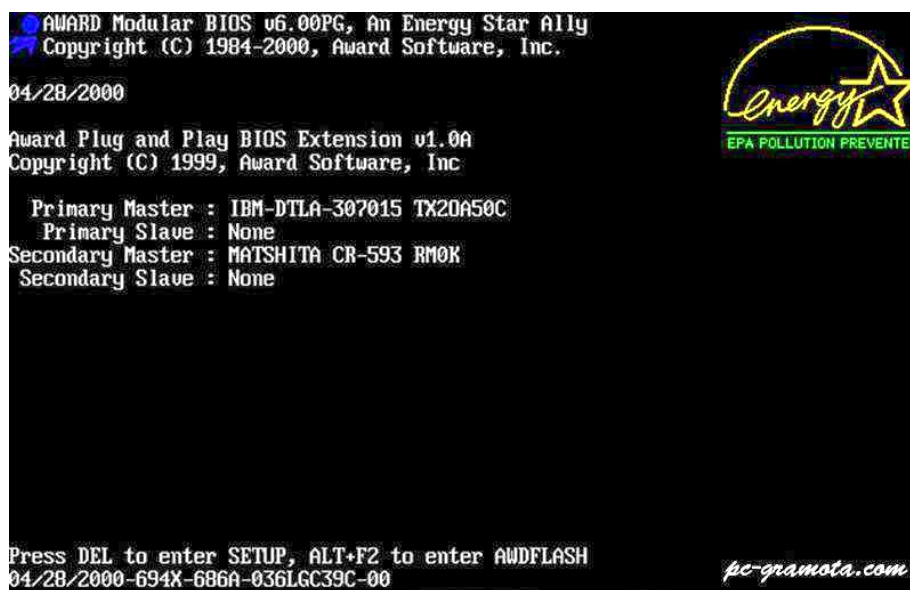 AWARD Modular BIOS v6.00PG, An Energy Star Ally
Copyright (C) 1984-2000, Award Software, Inc.
energy
EPA POLLUTION PREVENTE
04/28/2000
Award Plug and Play BIOS Extension v1.0A
Copyright (C) 1999, Award Software, Inc
Primary Master : IBM-DTLA-307015 TX2OA50C
Primary Slave : None
Secondary Master : MATSHITA CR-593 RM0K
Secondary Slave : None
Press DEL to enter SETUP, ALT+F2 to enter AWDFLASH
04/28/2000-694X-686A-036LGC39C-00
pc-gramota.com